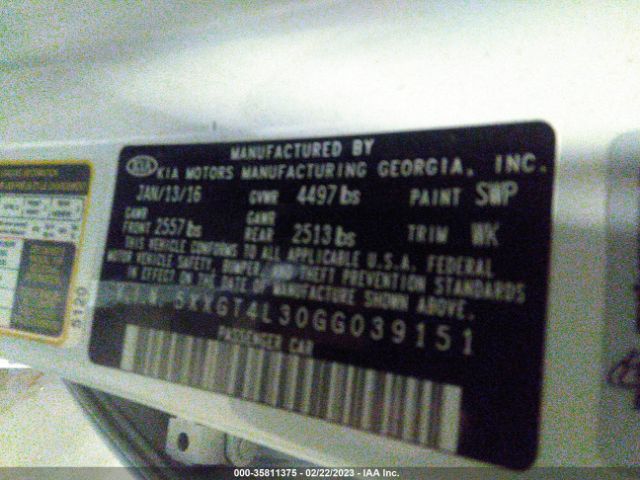 MANUFACTURED BY
KIA KIA MOTORS MANUFACTURING GEORGIA, INC.
JAN/13/16 GVWR 4497 lbs PAINT SWP
GAWR FRONT 2557 lbs GAWR REAR 2513 lbs TRIM WK
THIS VEHICLE CONFORMS TO ALL APPLICABLE U.S.A. FEDERAL
MOTOR VEHICLE SAFETY, BUMPER, AND THEFT PREVENTION STANDARDS
IN EFFECT ON THE DATE OF MANUFACTURE SHOWN ABOVE.
V.I.N. 5XXGT4L30GG039151
PASSENGER CAR
5120
000-35811375 - 02/22/2023 - IAA Inc.